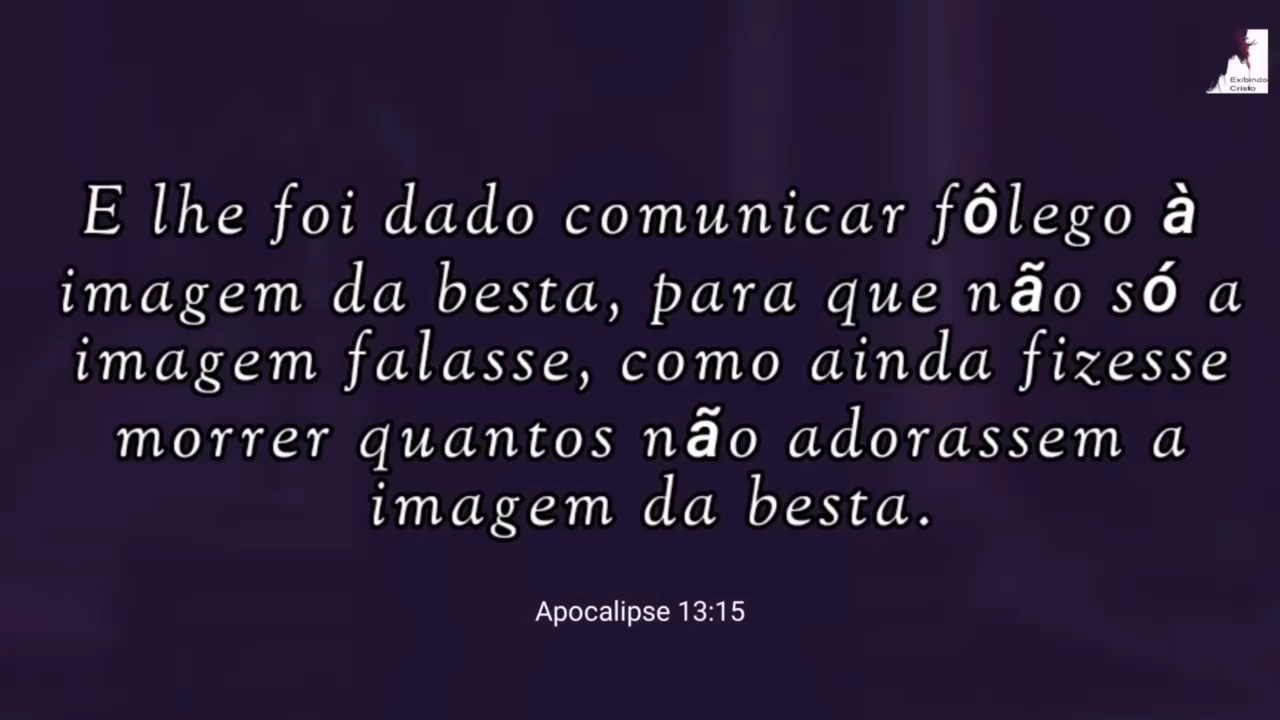 Exibindo
Cristo
E lhe foi dado comunicar fôlego à
imagem da besta, para que não só a
imagem falasse, como ainda fizesse
morrer quantos não adorassem a
imagem da besta.
Apocalipse 13:15